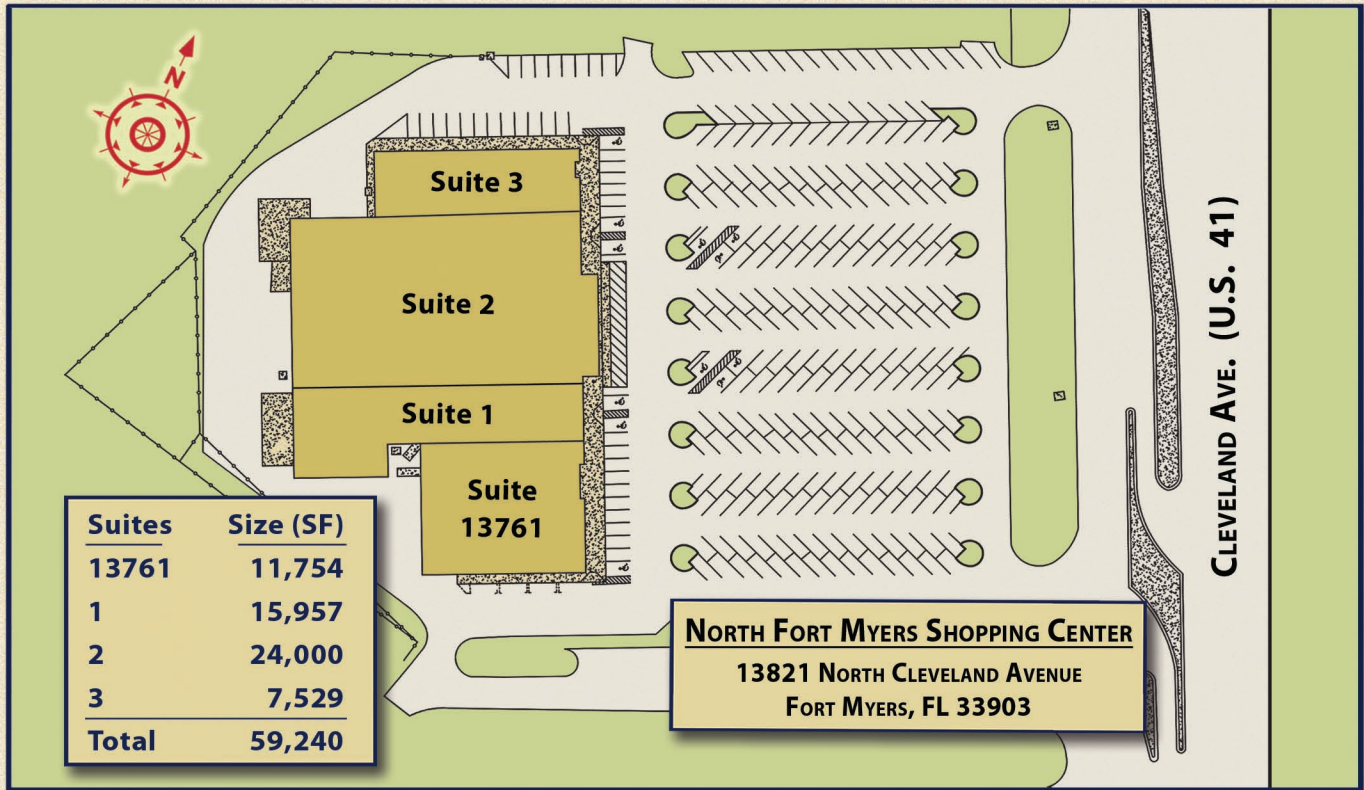 N
Suite 3
Suite 2
Suite 1
Suite
13761
CLEVELAND AVE. (U.S. 41)
Suites Size (SF)
13761 11,754
1 15,957
2 24,000
3 7,529
Total 59,240
NORTH FORT MYERS SHOPPING CENTER
13821 NORTH CLEVELAND AVENUE
FORT MYERS, FL 33903